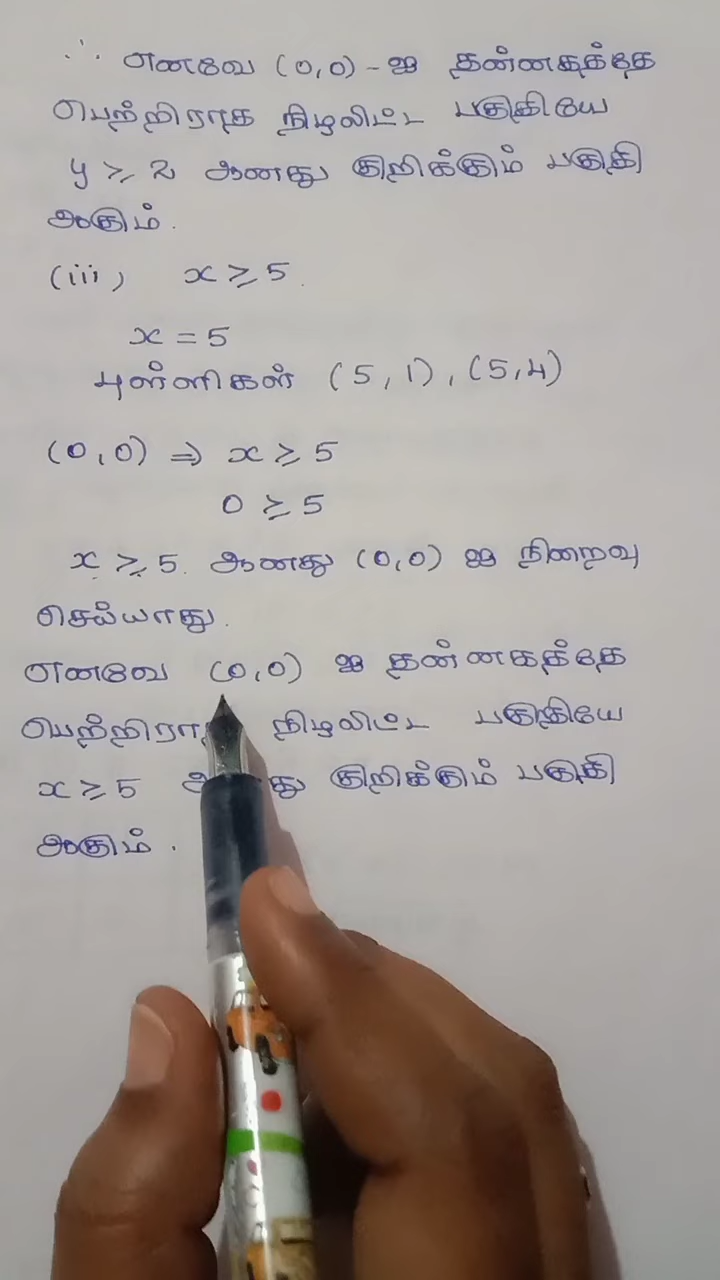 ∴ எனவே (0,0) - ஐ தன்னகத்தே
பெற்றிராத நிழலிட்ட பகுதியே
y ≥ 2 ஆனது குறிக்கும் பகுதி
ஆகும்.
(iii) x ≥ 5.
x = 5
புள்ளிகள் (5,1), (5,4)
(0,0) ⇒ x ≥ 5
0 ≥ 5
x ≥ 5. ஆனது (0,0) ஐ நிறைவு
செய்யாது.
எனவே (0,0) ஐ தன்னகத்தே
நிழலிட்ட பகுதியே
x ≥ 5 குறிக்கும் பகுதி
ஆகும்.